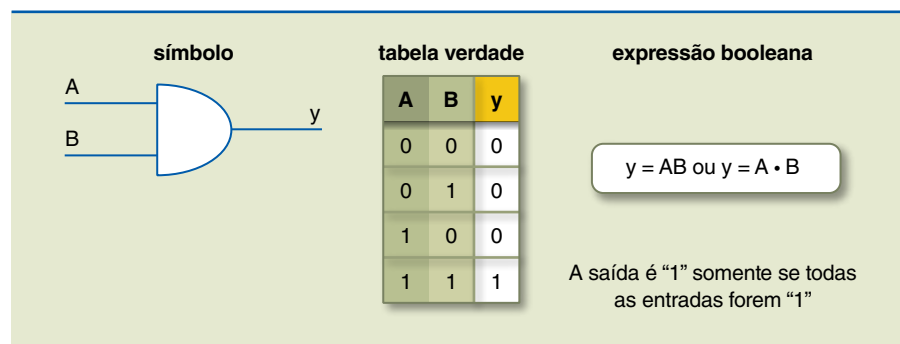 símbolo
A
B
y
tabela verdade
A B y
0 0 0
0 1 0
1 0 0
1 1 1
expressão booleana
y = AB ou y = A • B
A saída é “1” somente se todas
as entradas forem “1”